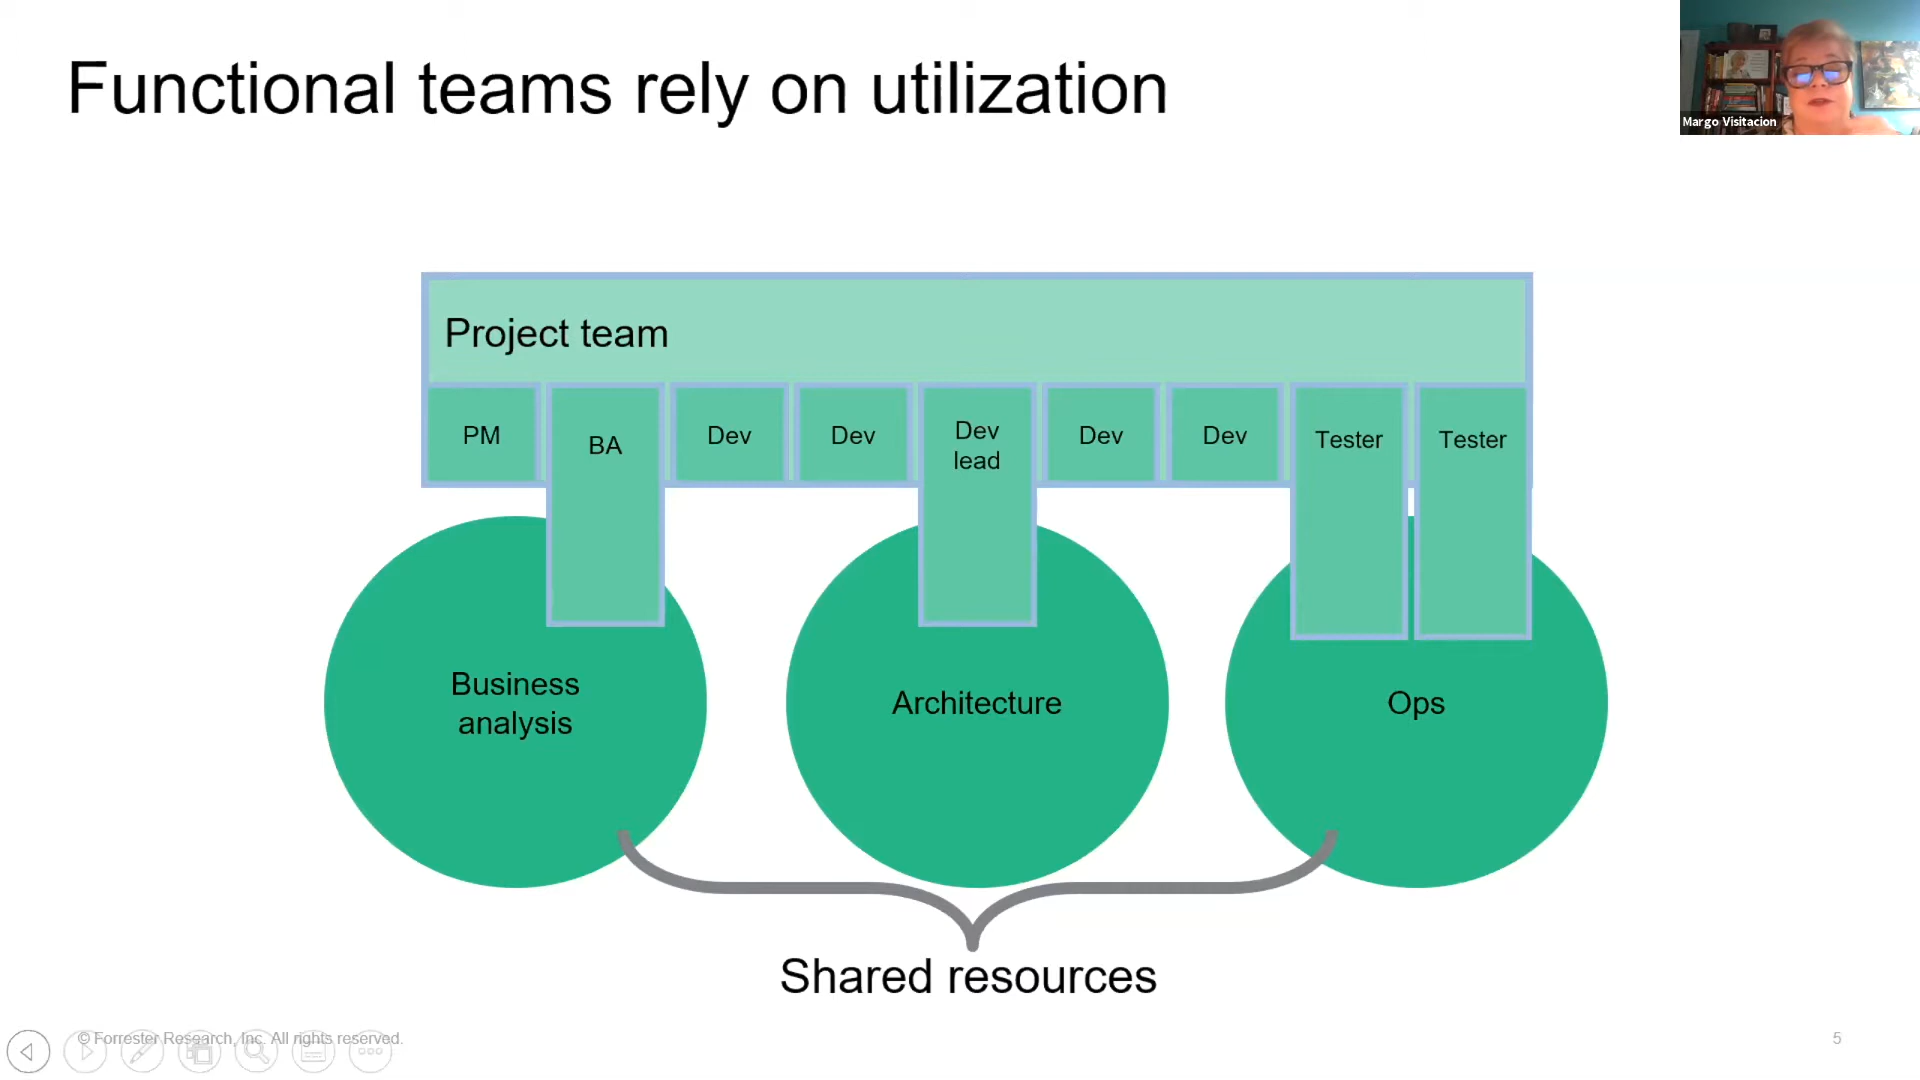 Functional teams rely on utilization
Margo Visitacion
Project team
PM
BA
Dev
Dev
Dev
lead
Dev
Dev
Tester
Tester
Business
analysis
Architecture
Ops
Shared resources
© Forrester Research, Inc. All rights reserved.
5